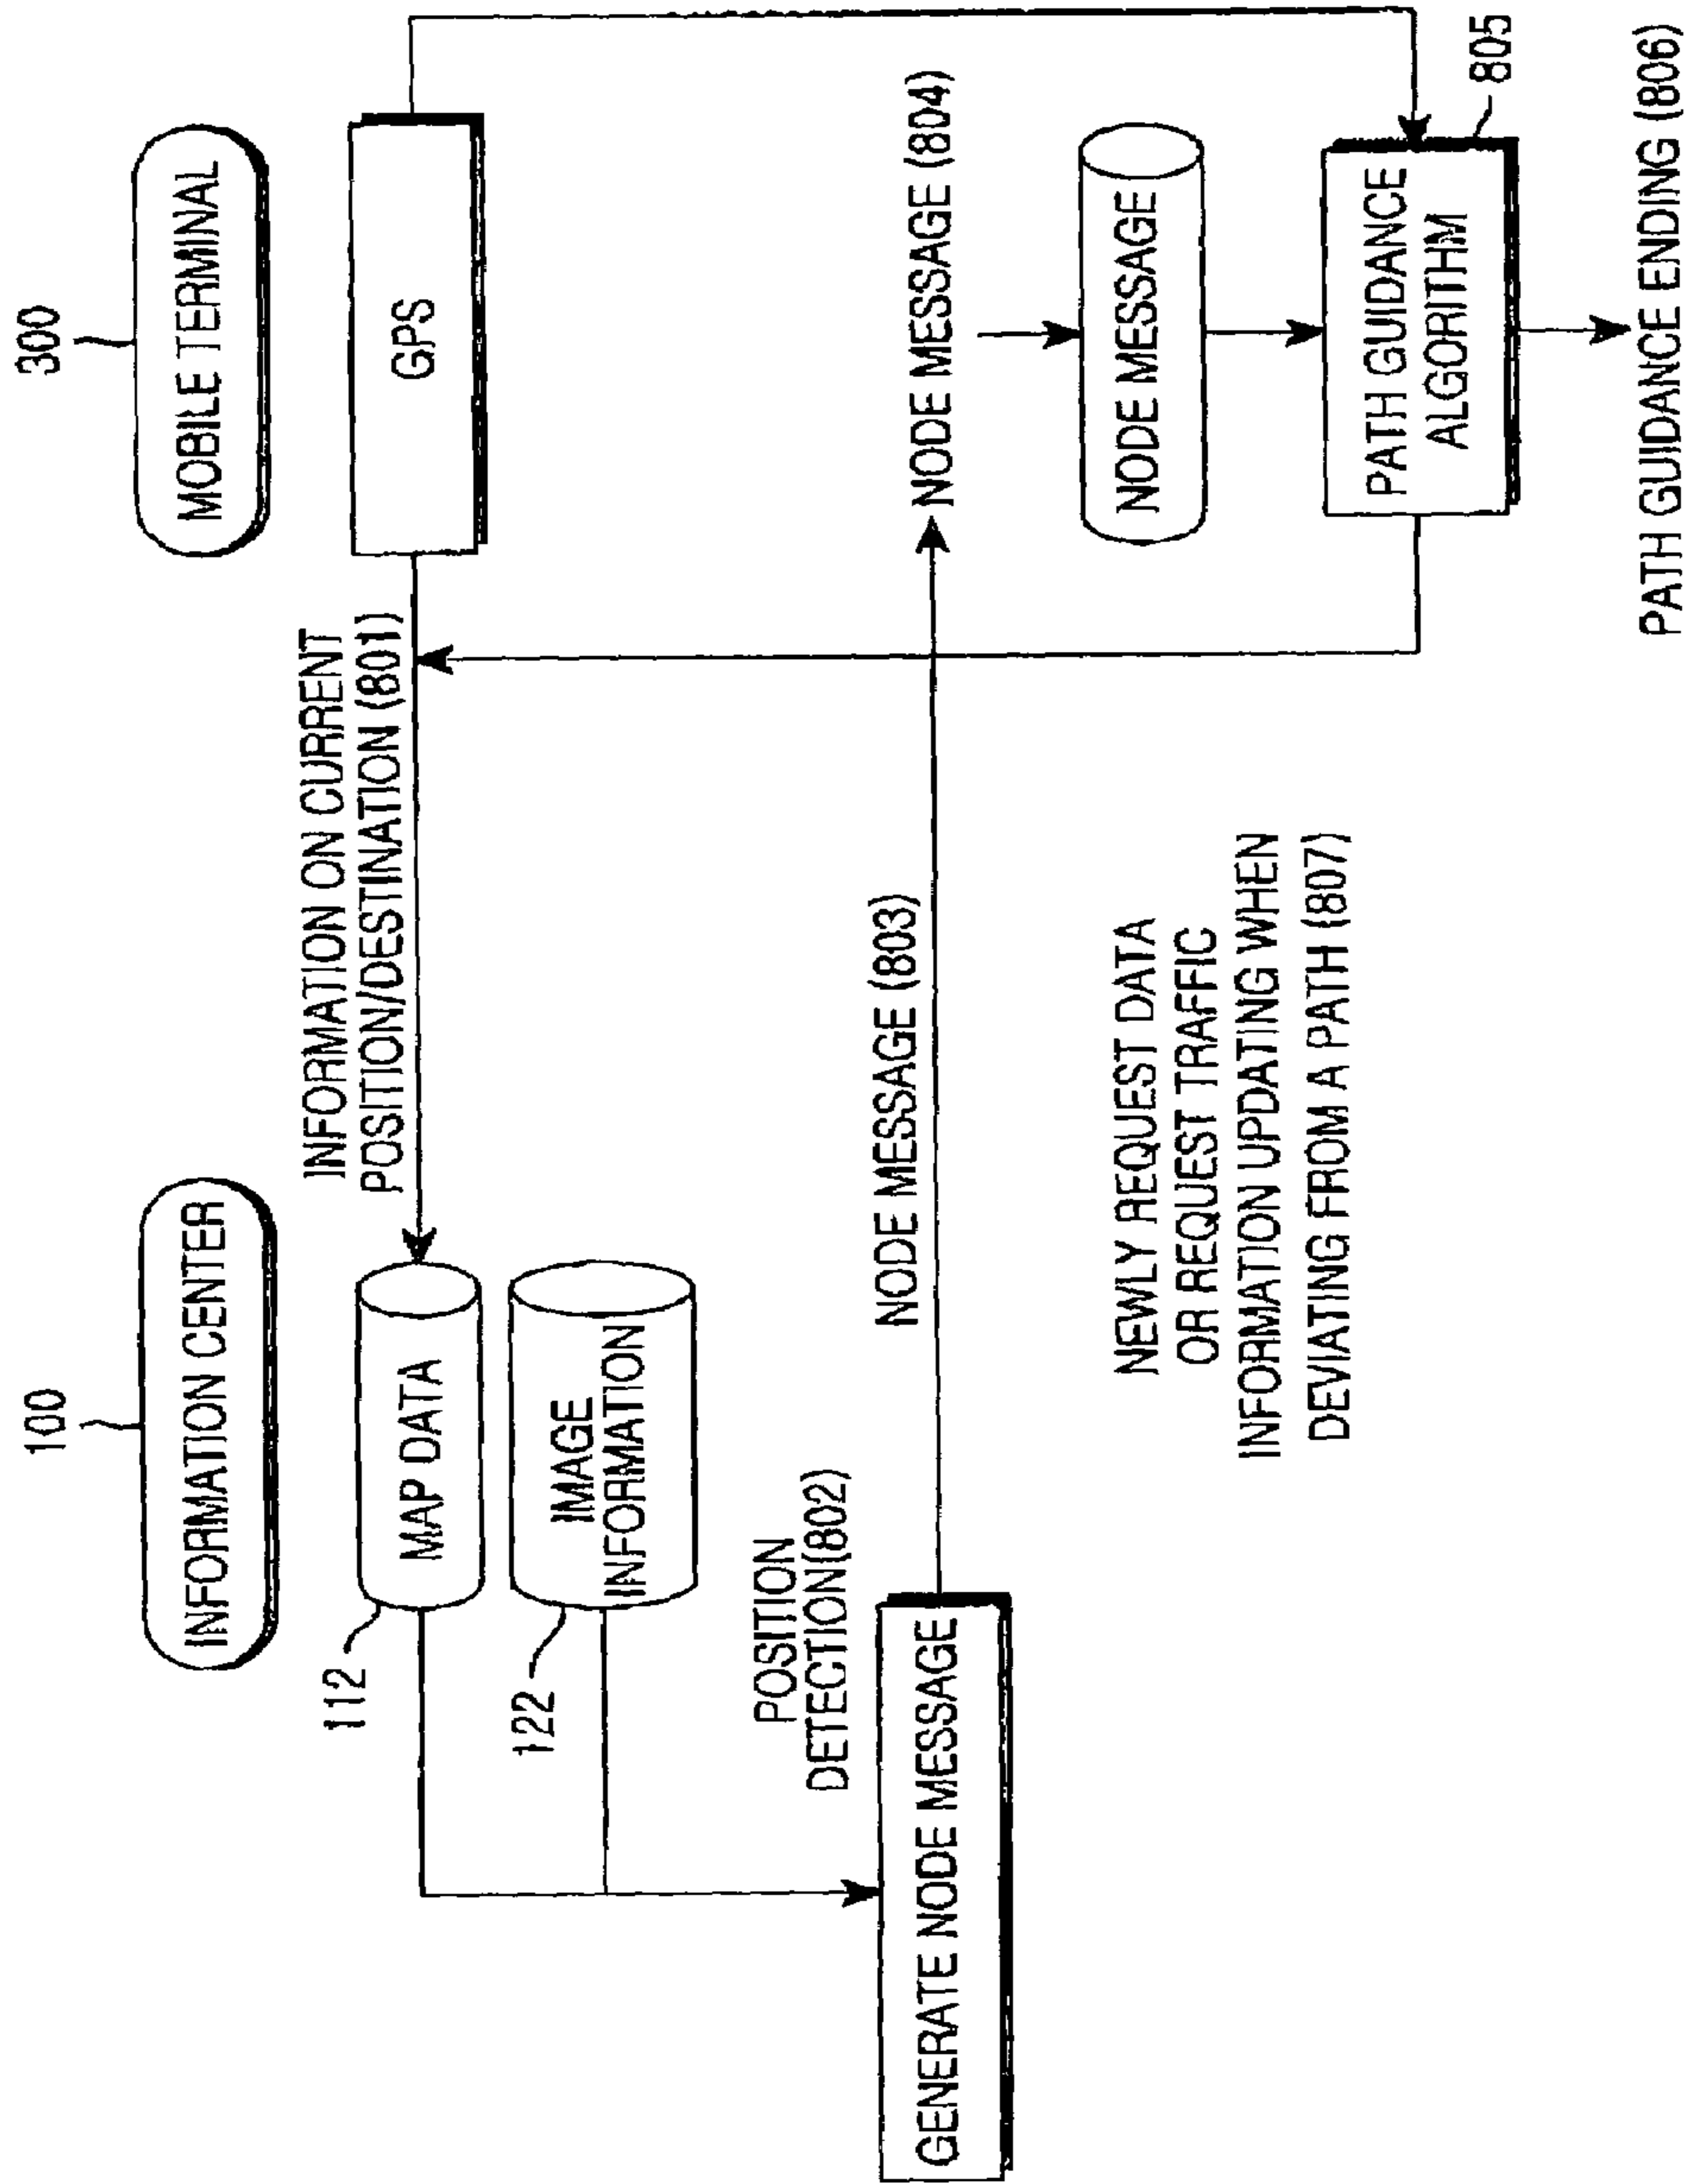 100
300
INFORMATION CENTER
MOBILE TERMINAL
INFORMATION ON CURRENT
POSITION/DESTINATION (801)
112
MAP DATA
GPS
122
IMAGE
INFORMATION
POSITION
DETECTION(802)
GENERATE NODE MESSAGE
NODE MESSAGE (803)
NODE MESSAGE (804)
NODE MESSAGE
NEWLY REQUEST DATA
OR REQUEST TRAFFIC
INFORMATION UPDATING WHEN
DEVIATING FROM A PATH (807)
PATH GUIDANCE
ALGORITHM
805
PATH GUIDANCE ENDING (806)